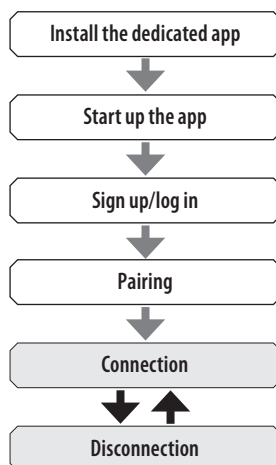 Install the dedicated app
Start up the app
Sign up/log in
Pairing
Connection
Disconnection